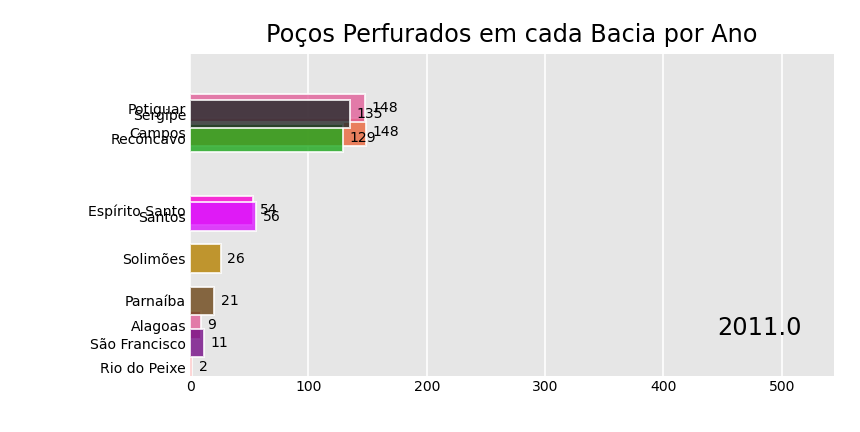 Poços Perfurados em cada Bacia por Ano
Potiguar 148
Sergipe 135
Campos 148
Recôncavo 129
Espírito Santo 54
Santos 56
Solimões 26
Parnaíba 21
Alagoas 9
2011.0
São Francisco 11
Rio do Peixe 2
0 100 200 300 400 500